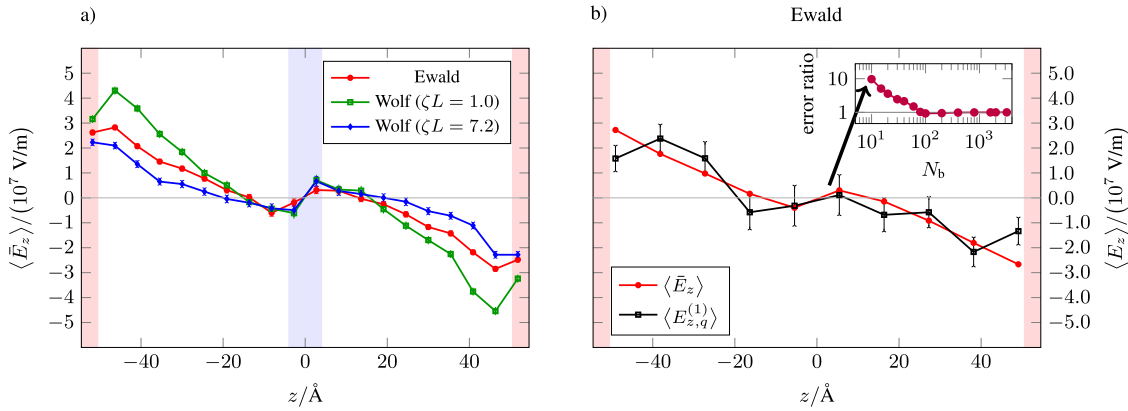 a)
⟨Ē_z⟩/(10^7 V/m)
5
4
3
2
1
0
−1
−2
−3
−4
−5
Ewald
Wolf (ζL = 1.0)
Wolf (ζL = 7.2)
−40 −20 0 20 40
z/Å
b)
Ewald
error ratio
10
1
10^1 10^2 10^3
N_b
⟨Ē_z⟩
⟨E_{z,q}^{(1)}⟩
5.0
4.0
3.0
2.0
1.0
0.0
−1.0
−2.0
−3.0
−4.0
−5.0
⟨E_z⟩/(10^7 V/m)
−40 −20 0 20 40
z/Å